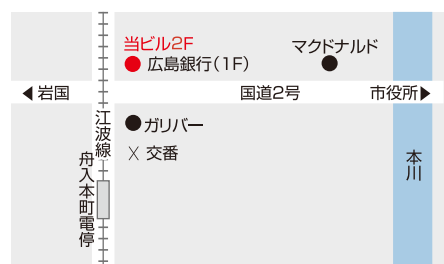 当ビル2F
広島銀行(1F)
マクドナルド
岩国
国道2号
市役所
江波線
ガリバー
交番
舟入本町電停
本川